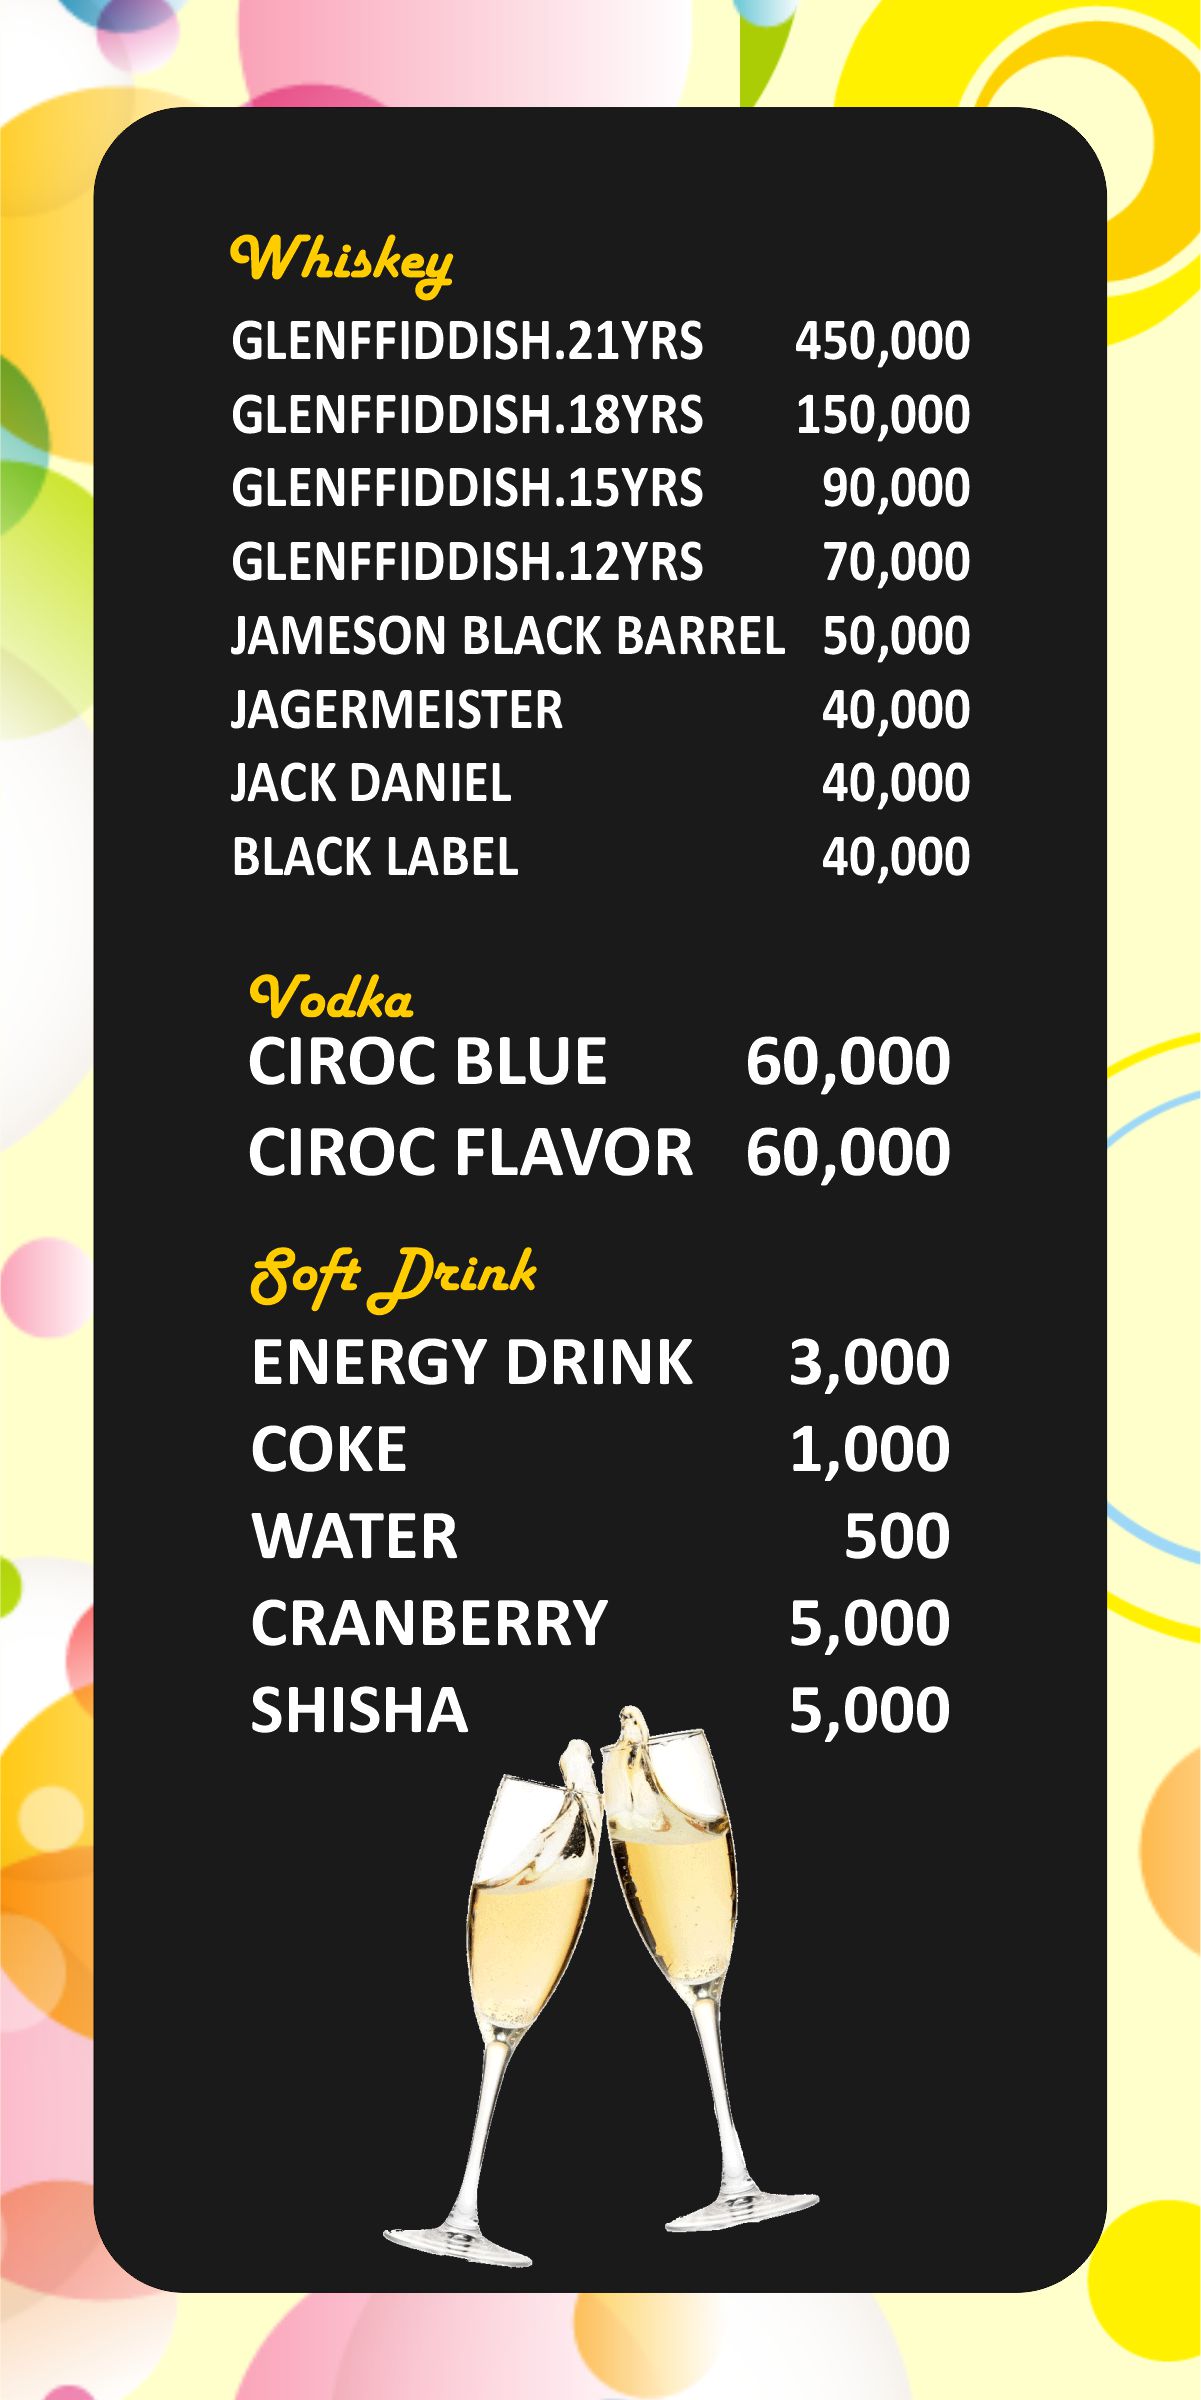 Whiskey
GLENFFIDDISH.21YRS 450,000
GLENFFIDDISH.18YRS 150,000
GLENFFIDDISH.15YRS 90,000
GLENFFIDDISH.12YRS 70,000
JAMESON BLACK BARREL 50,000
JAGERMEISTER 40,000
JACK DANIEL 40,000
BLACK LABEL 40,000
Vodka
CIROC BLUE 60,000
CIROC FLAVOR 60,000
Soft Drink
ENERGY DRINK 3,000
COKE 1,000
WATER 500
CRANBERRY 5,000
SHISHA 5,000